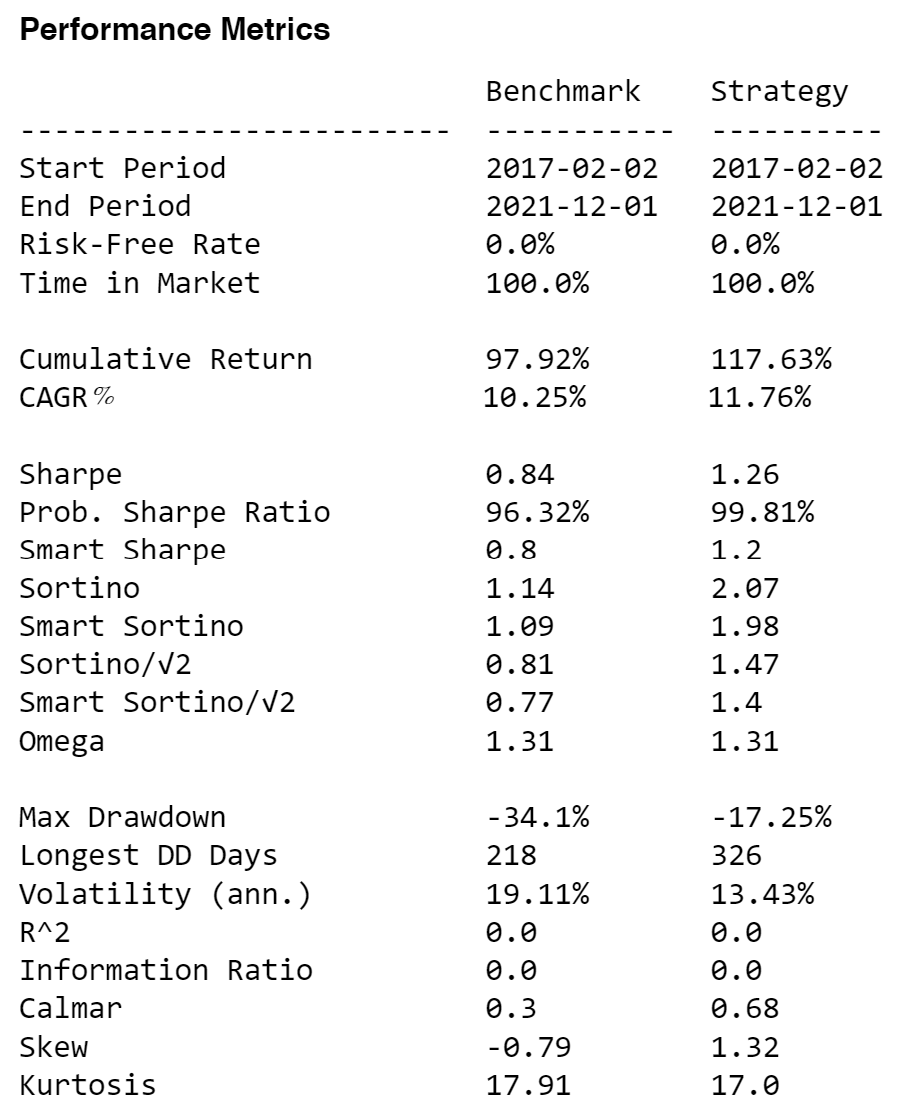 Performance Metrics
Benchmark Strategy
------------------------- ----------- ----------
Start Period 2017-02-02 2017-02-02
End Period 2021-12-01 2021-12-01
Risk-Free Rate 0.0% 0.0%
Time in Market 100.0% 100.0%
Cumulative Return 97.92% 117.63%
CAGR% 10.25% 11.76%
Sharpe 0.84 1.26
Prob. Sharpe Ratio 96.32% 99.81%
Smart Sharpe 0.8 1.2
Sortino 1.14 2.07
Smart Sortino 1.09 1.98
Sortino/√2 0.81 1.47
Smart Sortino/√2 0.77 1.4
Omega 1.31 1.31
Max Drawdown -34.1% -17.25%
Longest DD Days 218 326
Volatility (ann.) 19.11% 13.43%
R^2 0.0 0.0
Information Ratio 0.0 0.0
Calmar 0.3 0.68
Skew -0.79 1.32
Kurtosis 17.91 17.0